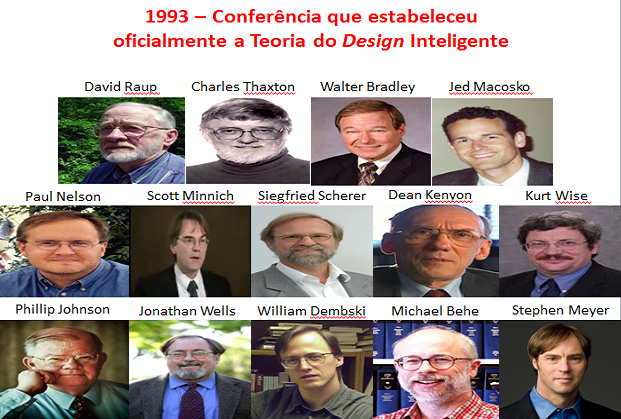 1993 – Conferência que estabeleceu
oficialmente a Teoria do Design Inteligente
David Raup Charles Thaxton Walter Bradley Jed Macosko
Paul Nelson Scott Minnich Siegfried Scherer Dean Kenyon Kurt Wise
Phillip Johnson Jonathan Wells William Dembski Michael Behe Stephen Meyer